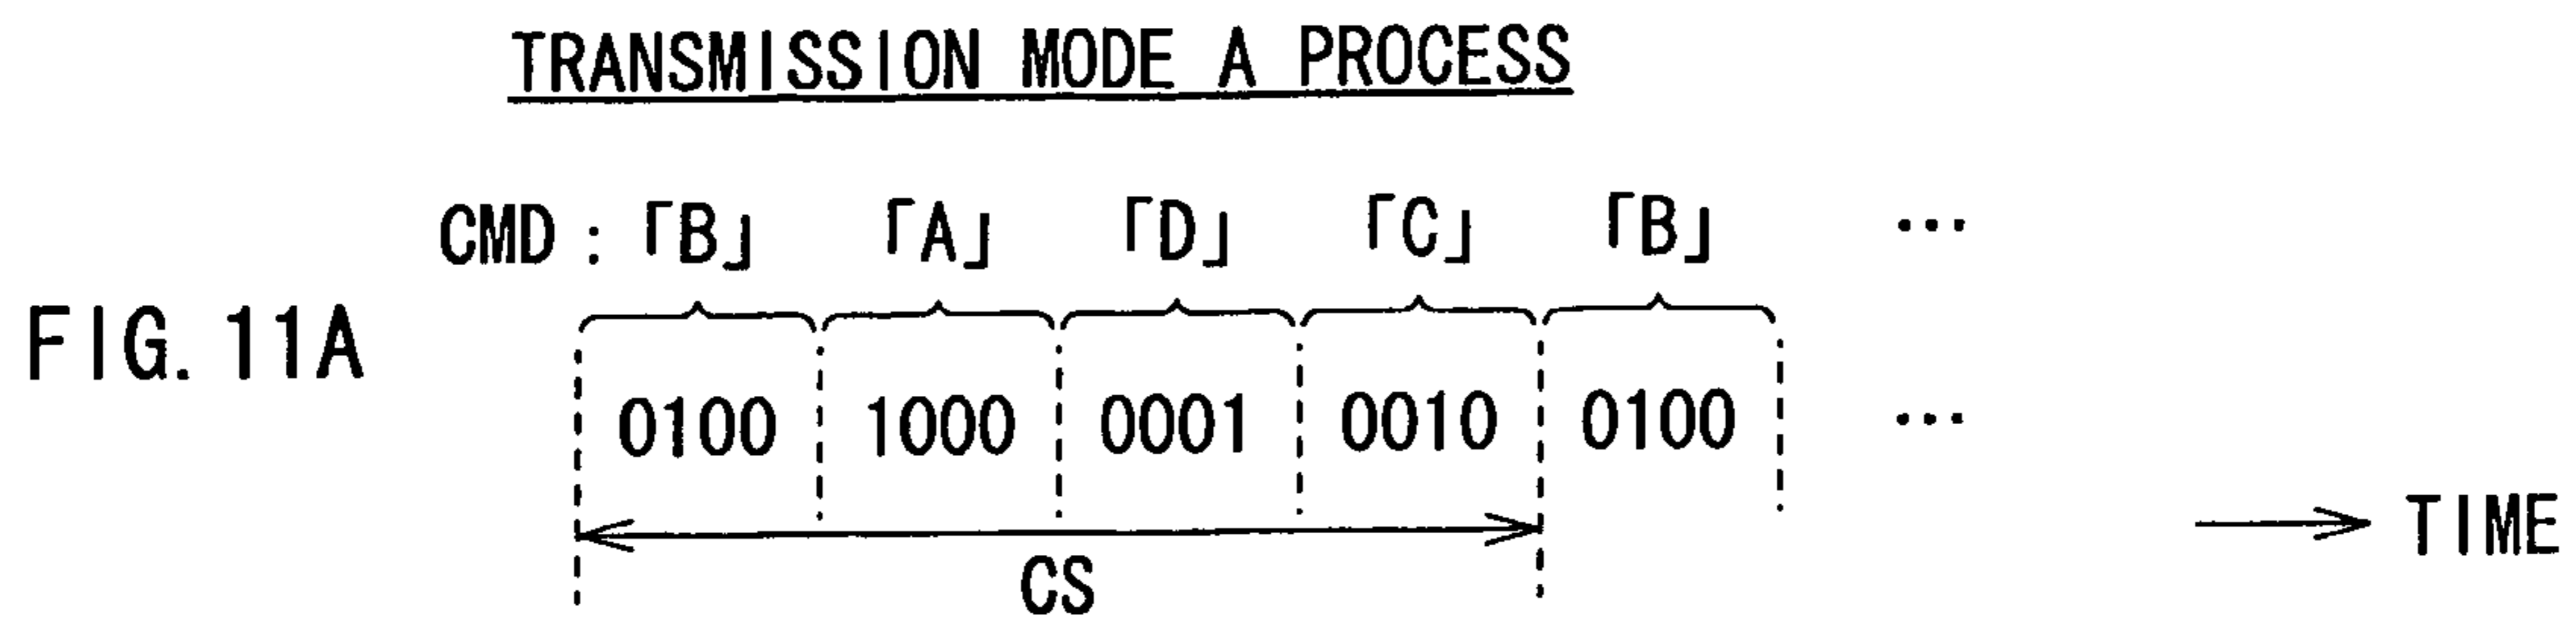 TRANSMISSION MODE A PROCESS
CMD : 「B」 「A」 「D」 「C」 「B」 ···
FIG. 11A
0100 1000 0001 0010 0100 ···
TIME
CS